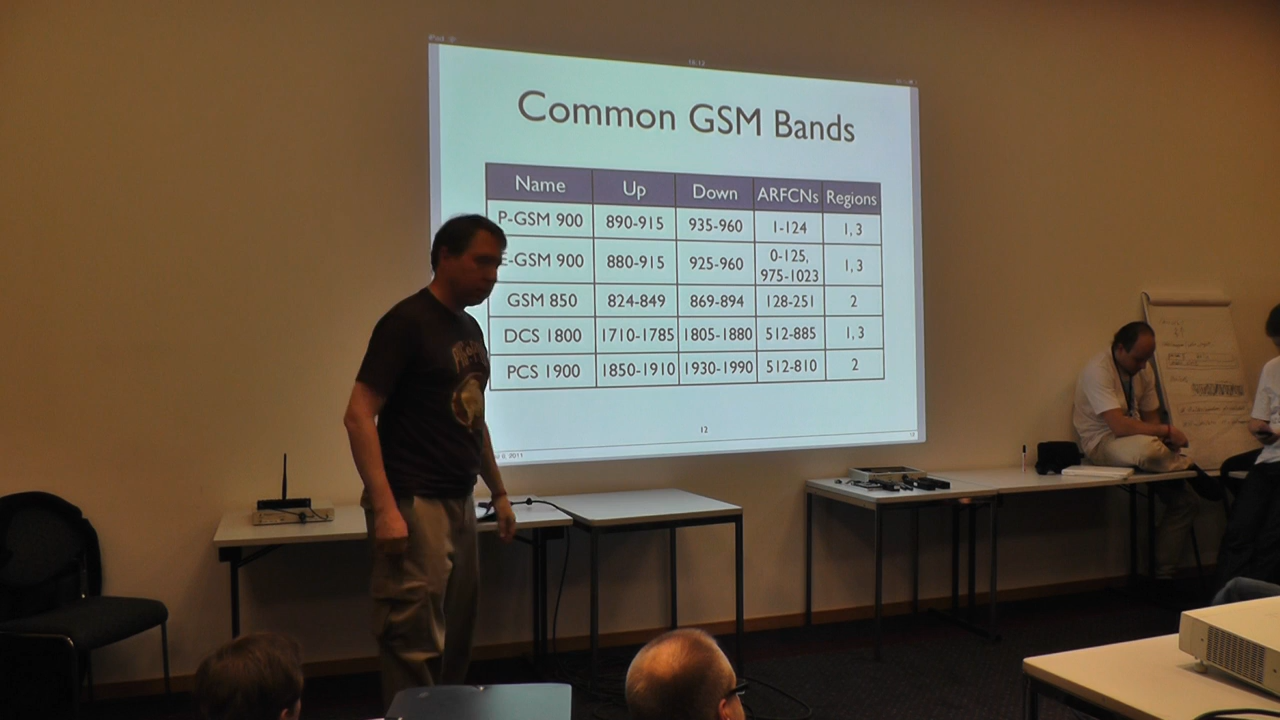 iPad
Common GSM Bands
Name Up Down ARFCNs Regions
P-GSM 900 890-915 935-960 1-124 1, 3
E-GSM 900 880-915 925-960 0-125, 975-1023 1, 3
GSM 850 824-849 869-894 128-251 2
DCS 1800 1710-1785 1805-1880 512-885 1, 3
PCS 1900 1850-1910 1930-1990 512-810 2
12
2011